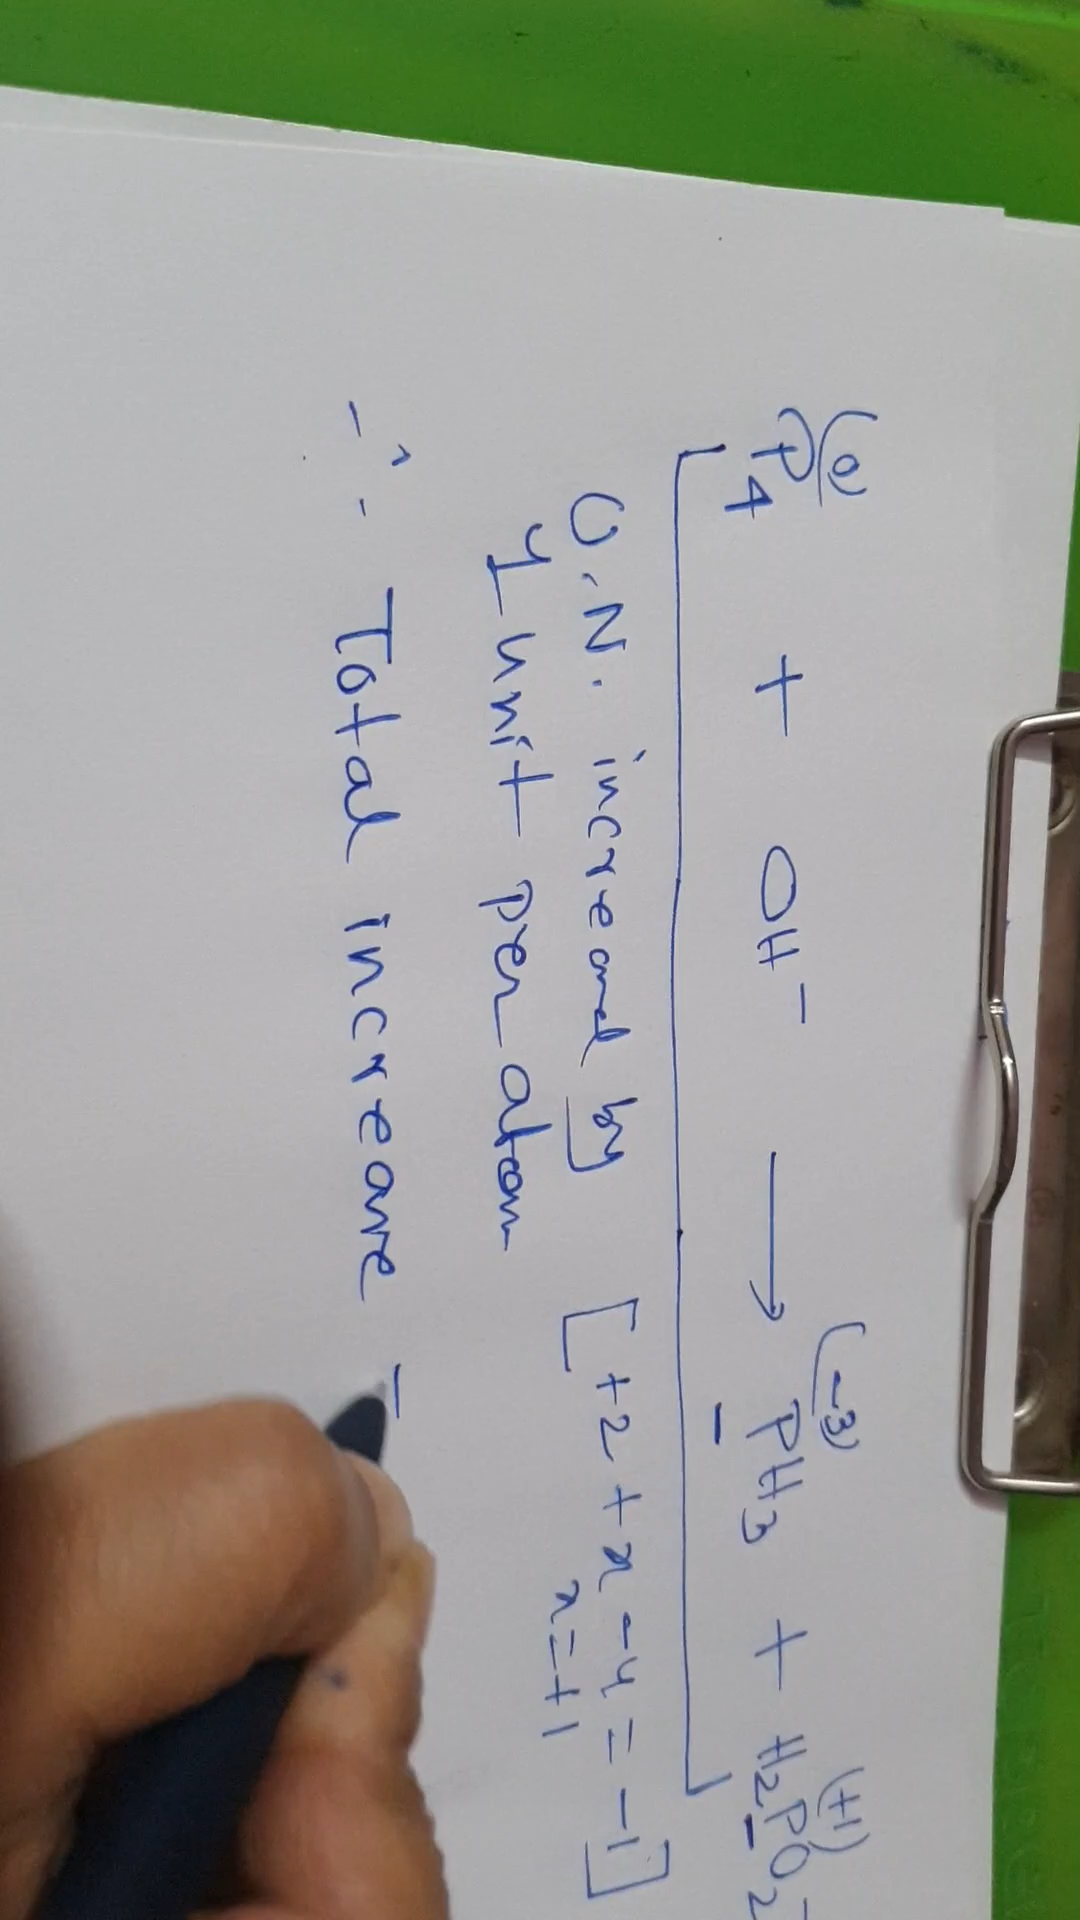 (0) (-3) (+1)
P4 + OH⁻ ⟶ PH3 + H2PO2⁻
O.N. increased by [+2 + x - 4 = -1]
1 unit per atom x = +1
∴ Total increase -